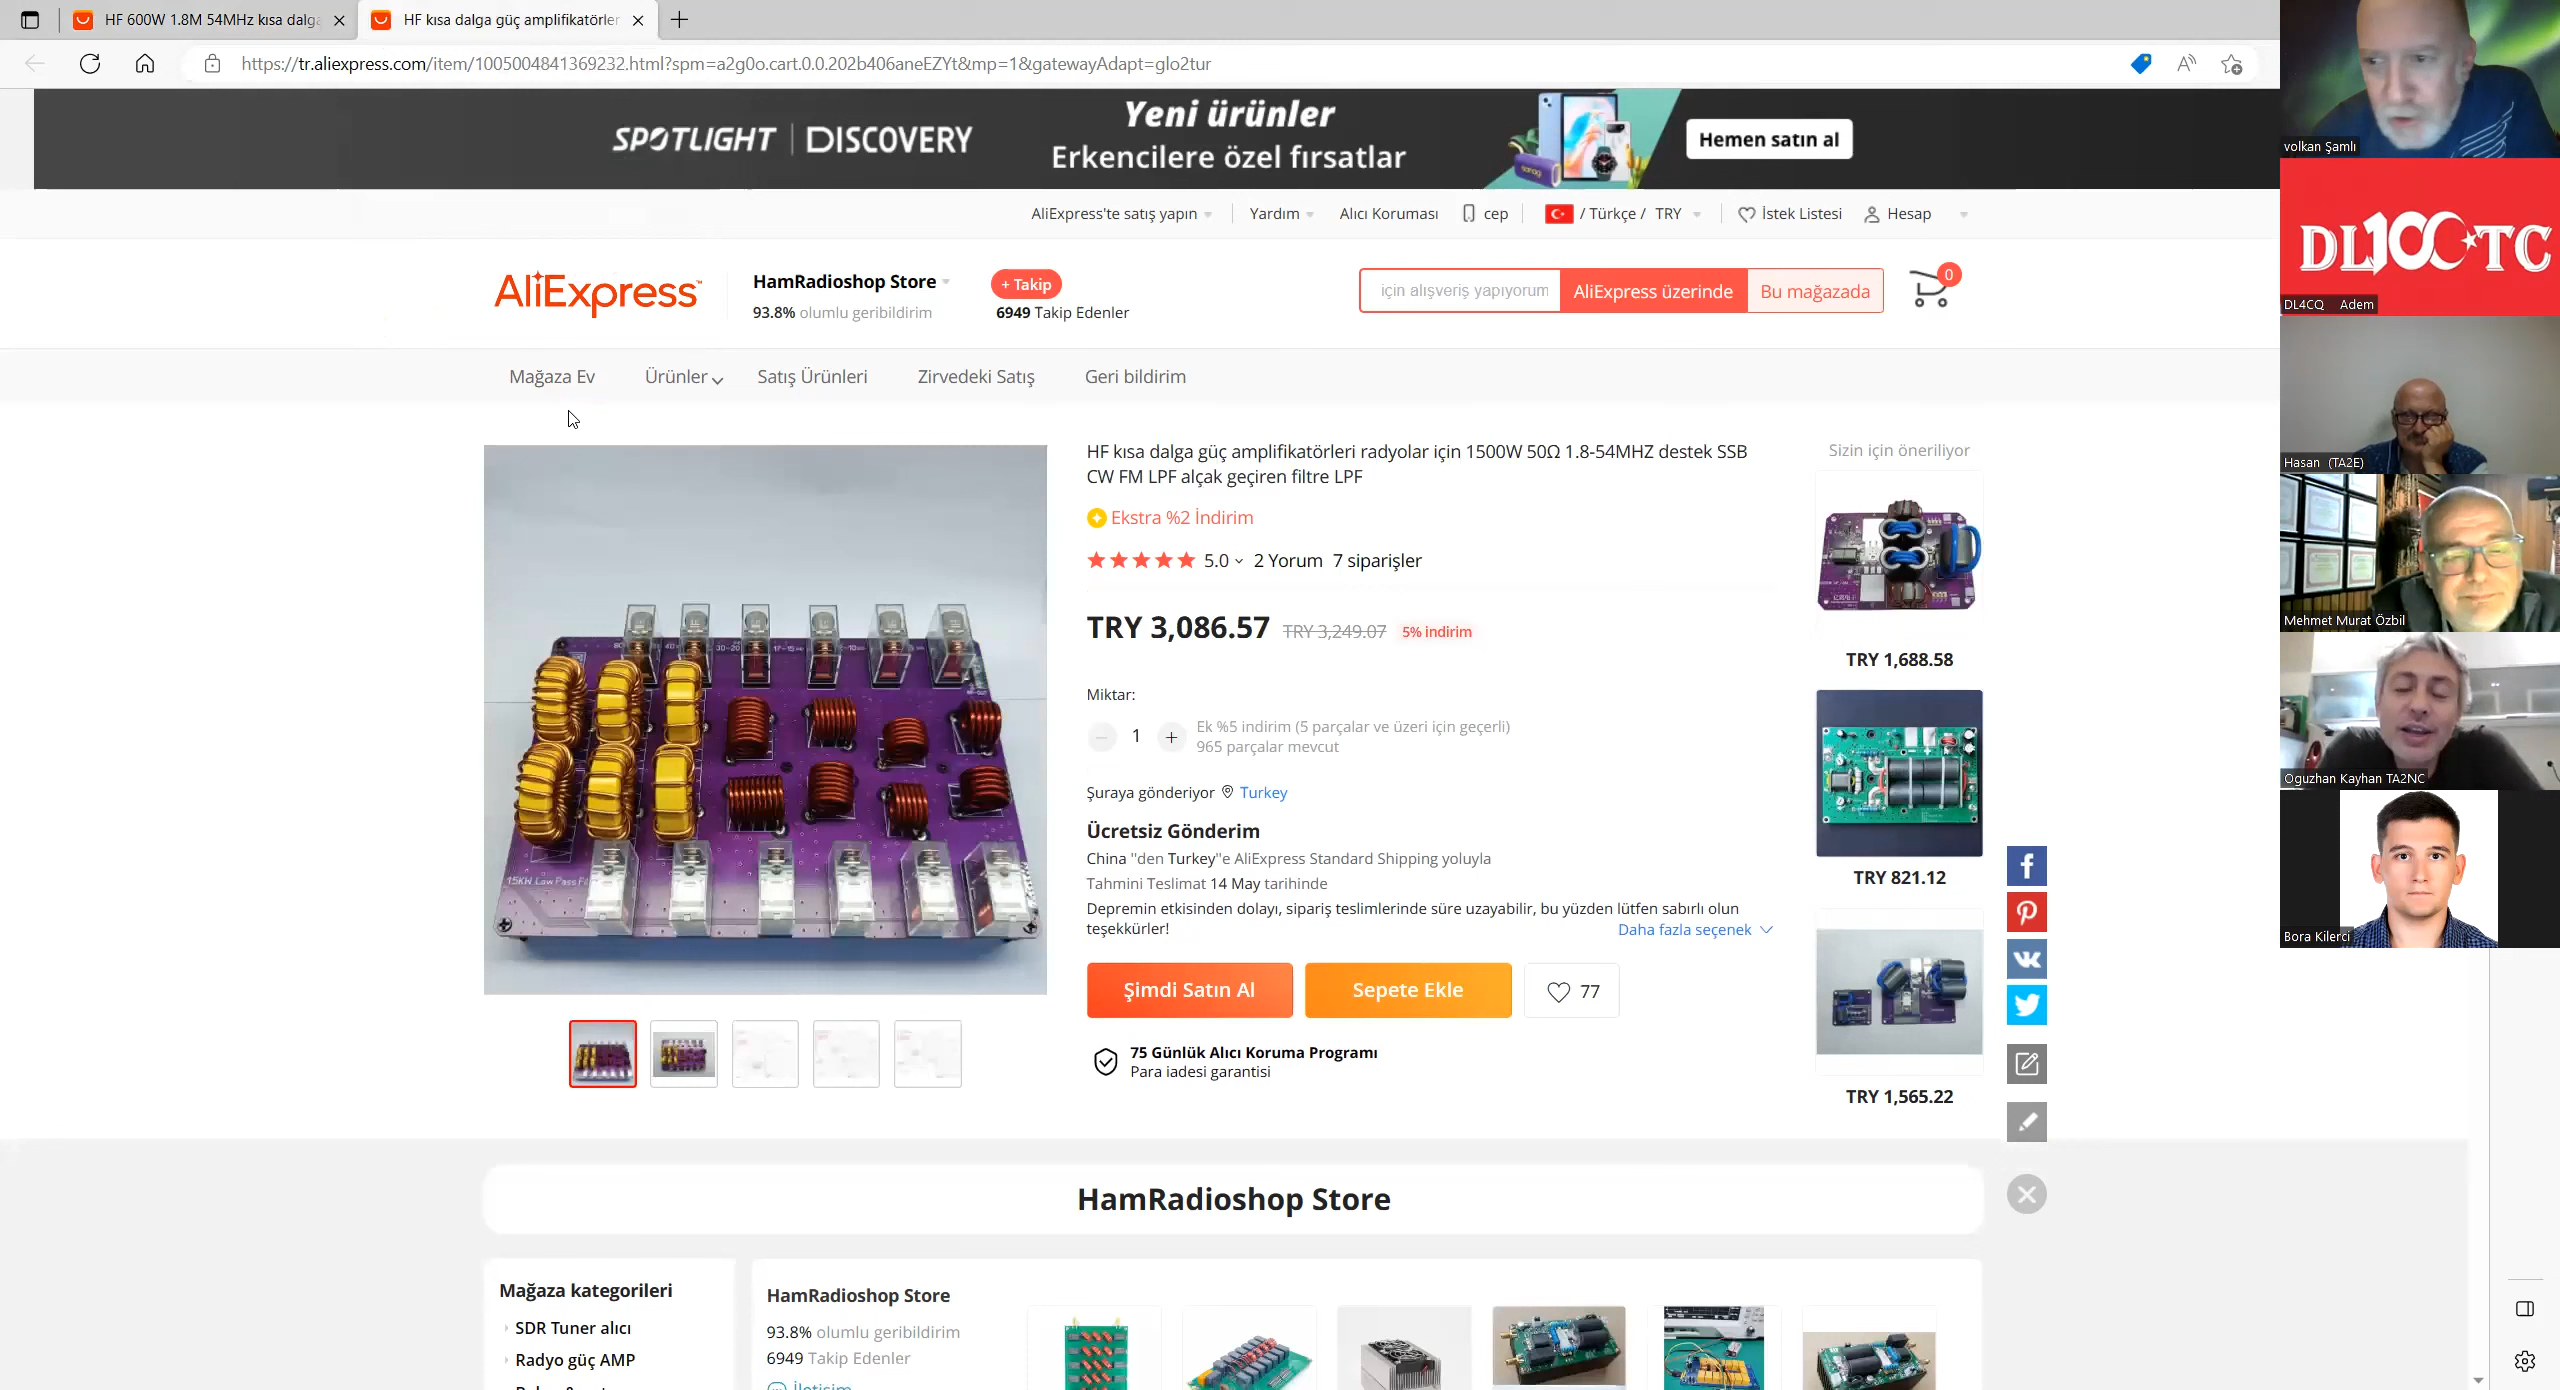 HF 600W 1.8M 54MHz kısa dalga
HF kısa dalga güç amplifikatörler
https://tr.aliexpress.com/item/1005004841369232.html?spm=a2g0o.cart.0.0.202b406aneEZYt&mp=1&gatewayAdapt=glo2tur
SPOTLIGHT | DISCOVERY
Yeni ürünler
Erkencilere özel fırsatlar
Hemen satın al
AliExpress'te satış yapın
Yardım
Alıcı Koruması
cep
/ Türkçe / TRY
İstek Listesi
Hesap
AliExpress
HamRadioshop Store
93.8% olumlu geribildirim
+ Takip
6949 Takip Edenler
için alışveriş yapıyorum
AliExpress üzerinde
Bu mağazada
0
Mağaza Ev
Ürünler
Satış Ürünleri
Zirvedeki Satış
Geri bildirim
HF kısa dalga güç amplifikatörleri radyolar için 1500W 50Ω 1.8-54MHZ destek SSB
CW FM LPF alçak geçiren filtre LPF
Ekstra %2 İndirim
5.0 2 Yorum 7 siparişler
TRY 3,086.57 TRY 3,249.07 5% indirim
Miktar:
1
Ek %5 indirim (5 parçalar ve üzeri için geçerli)
965 parçalar mevcut
Şuraya gönderiyor Turkey
Ücretsiz Gönderim
China "den Turkey"e AliExpress Standard Shipping yoluyla
Tahmini Teslimat 14 May tarihinde
Depremin etkisinden dolayı, sipariş teslimlerinde süre uzayabilir, bu yüzden lütfen sabırlı olun
teşekkürler!
Daha fazla seçenek
Şimdi Satın Al
Sepete Ekle
77
75 Günlük Alıcı Koruma Programı
Para iadesi garantisi
Sizin için öneriliyor
TRY 1,688.58
TRY 821.12
TRY 1,565.22
HamRadioshop Store
Mağaza kategorileri
SDR Tuner alıcı
Radyo güç AMP
HamRadioshop Store
93.8% olumlu geribildirim
6949 Takip Edenler
İletişim
volkan Şamlı
DL100TC
DL4CQ Adem
Hasan (TA2E)
Mehmet Murat Özbil
Oguzhan Kayhan TA2NC
Bora Kilerci